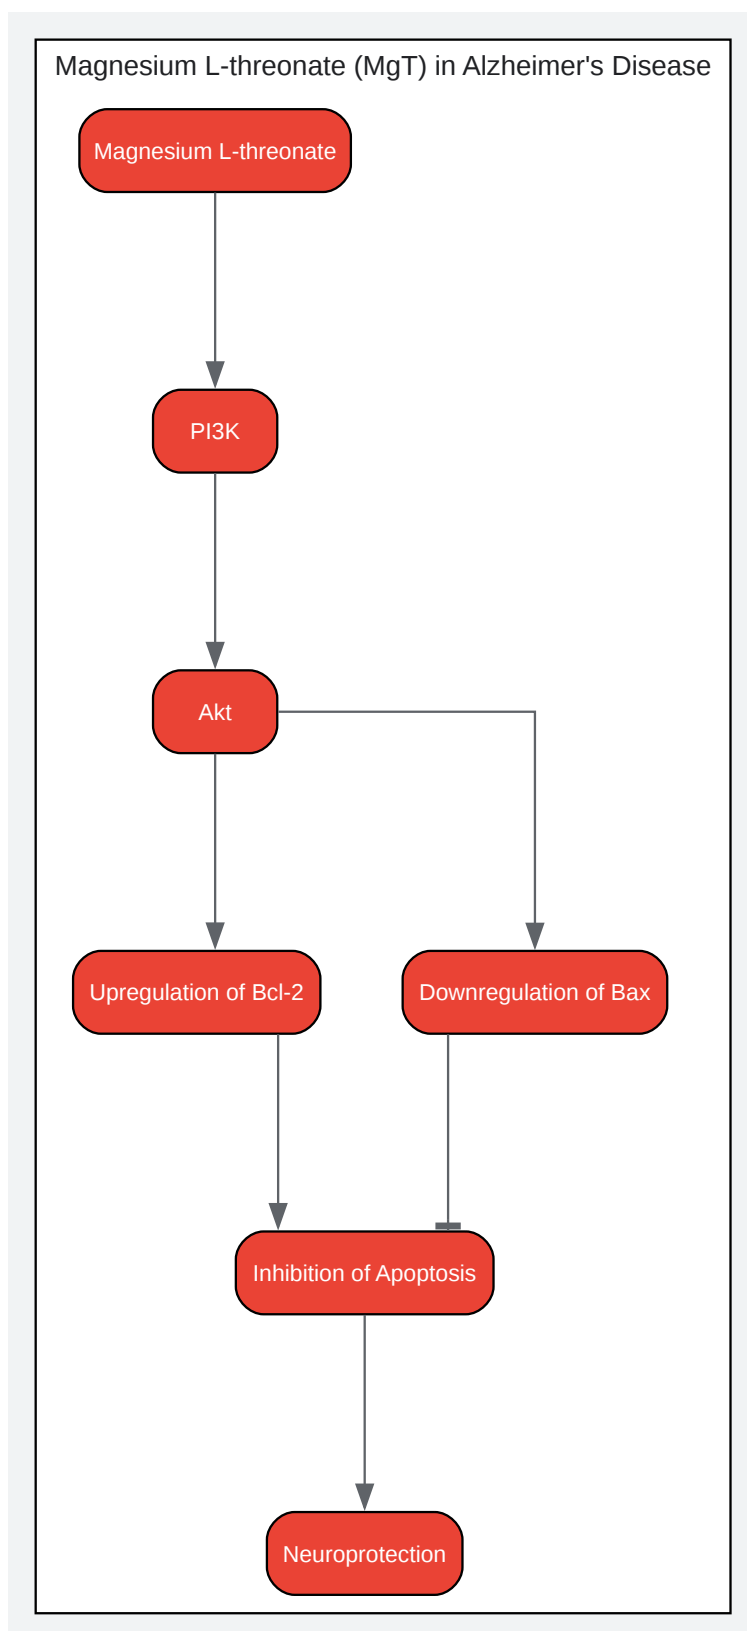 Magnesium L-threonate (MgT) in Alzheimer's Disease
Magnesium L-threonate
PI3K
Akt
Upregulation of Bcl-2
Downregulation of Bax
Inhibition of Apoptosis
Neuroprotection